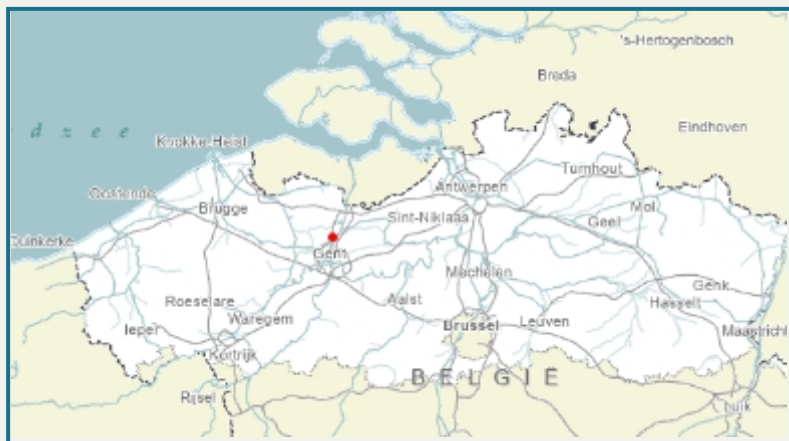 's-Hertogenbosch
Breda
Eindhoven
d z e e
Knokke-Heist
Turnhout
Antwerpen
Oostende
Brugge
Mol
Sint-Niklaas
Geel
Duinkerke
Gent
Mechelen
Genk
Roeselare
Aalst
Hasselt
Ieper
Waregem
Brussel
Leuven
Maastricht
Kortrijk
BELGIË
Rijsel
Luik